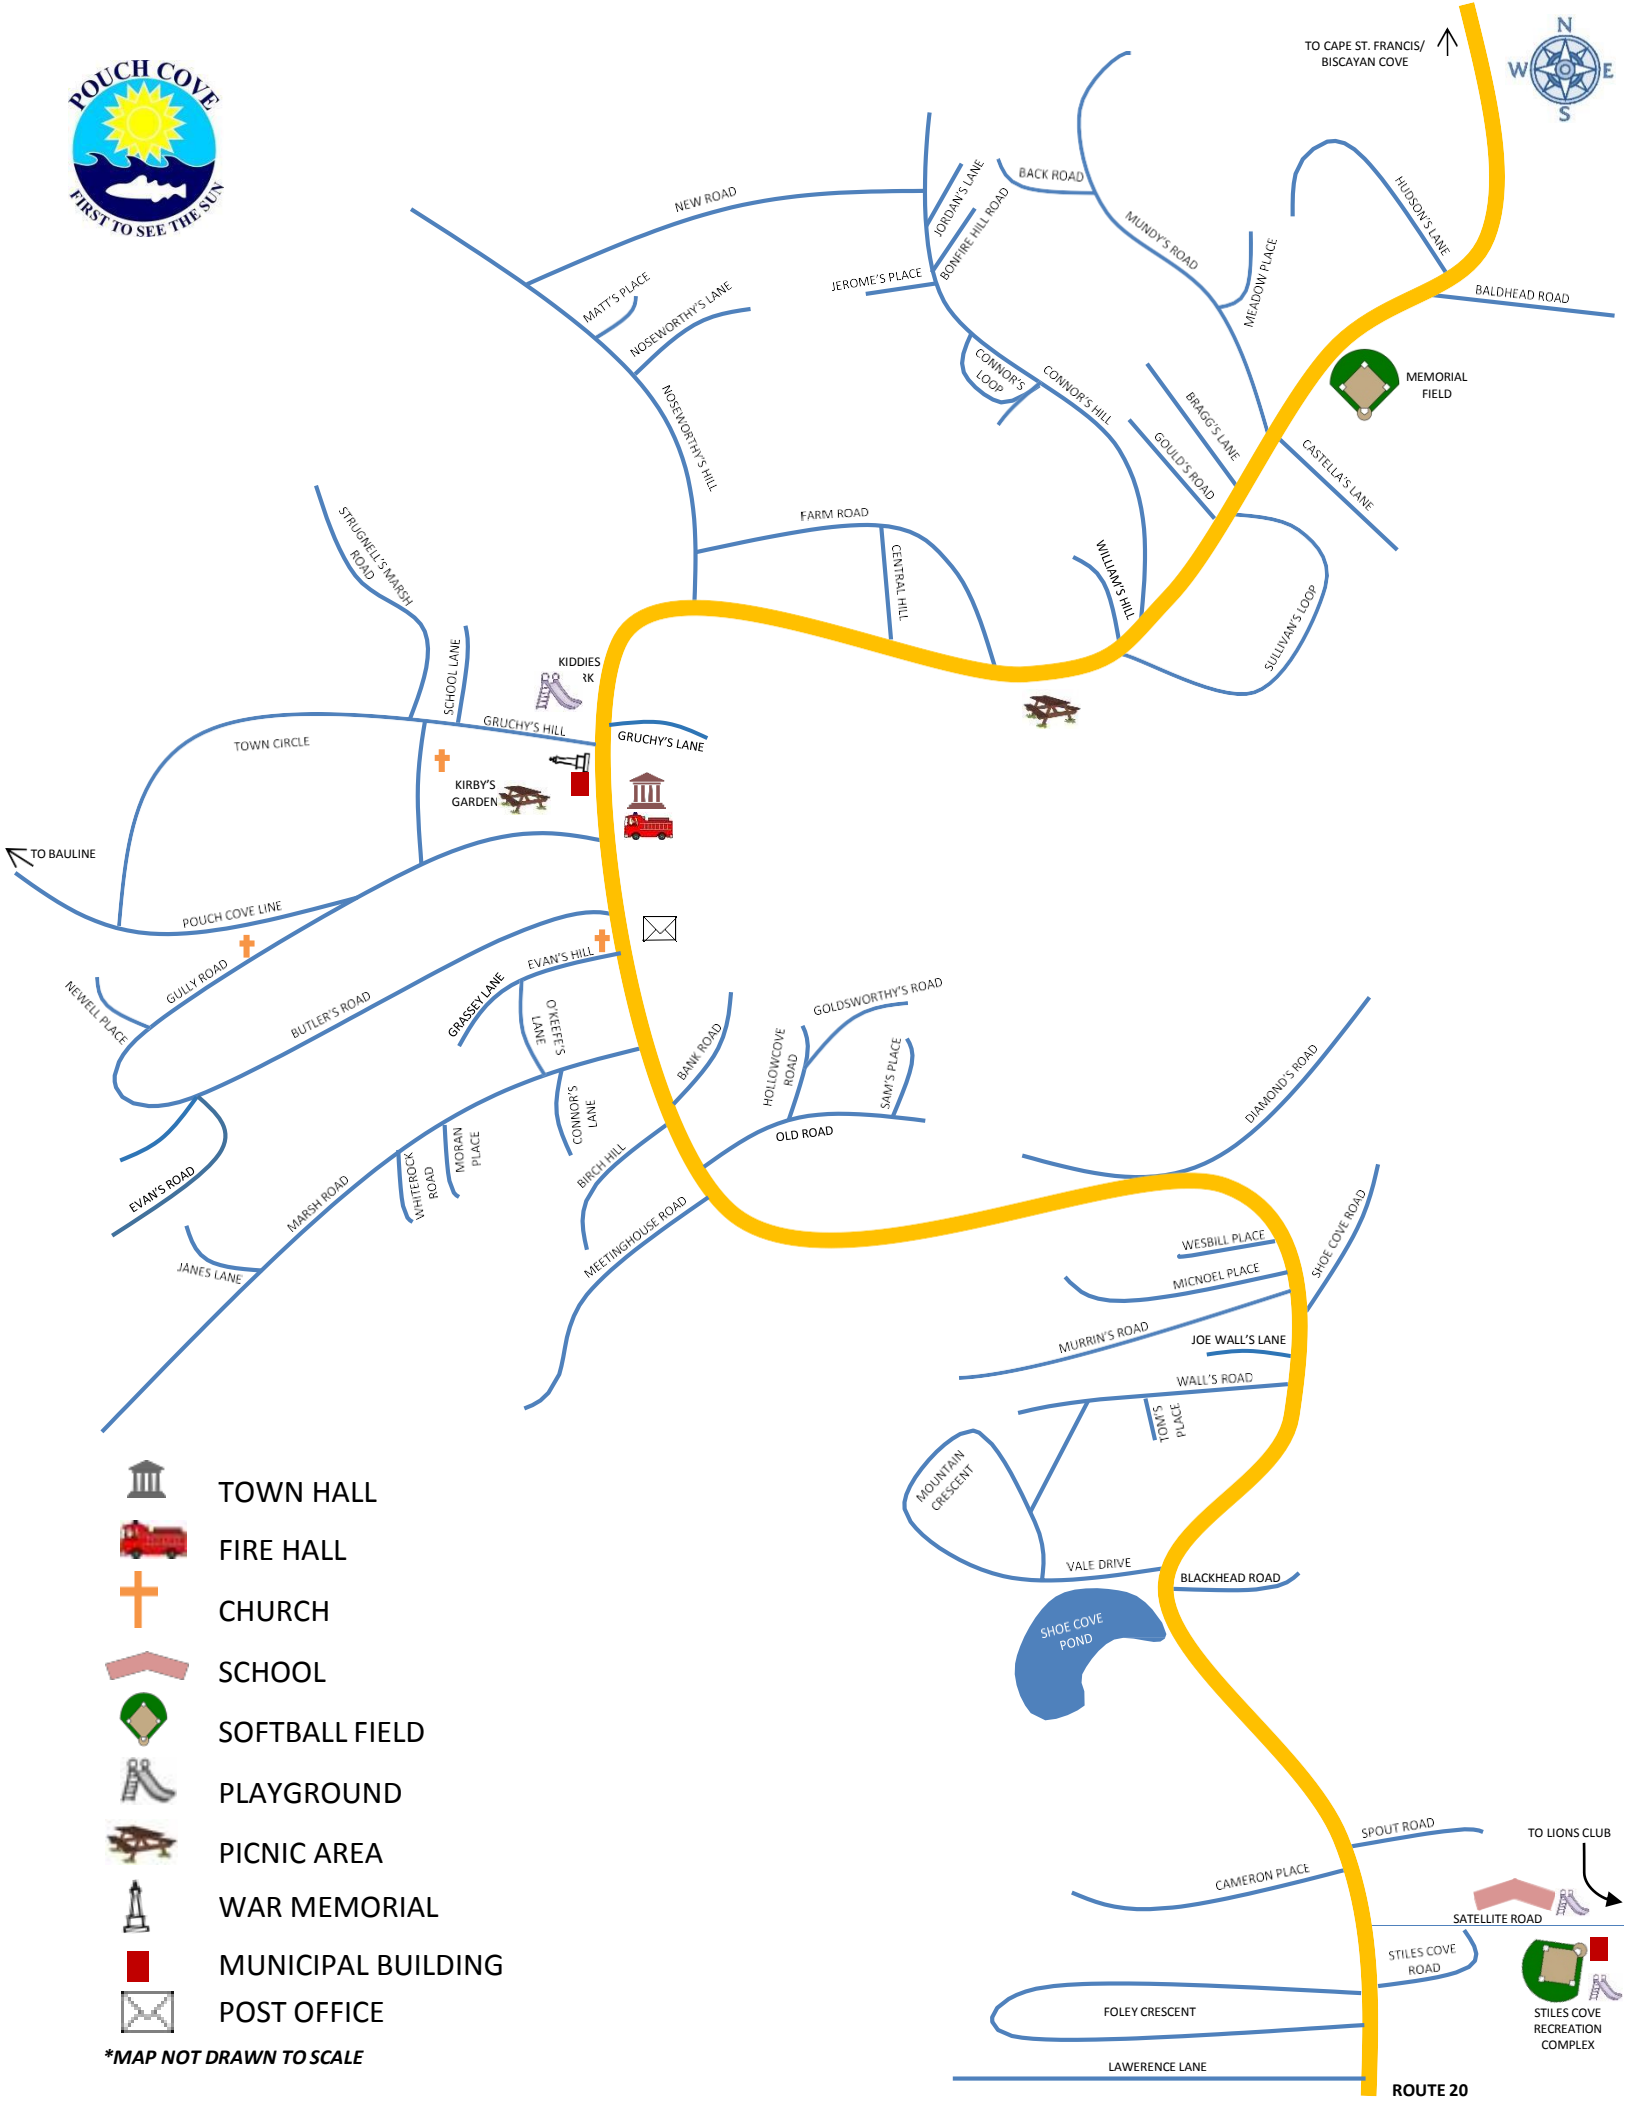 POUCH COVE
FIRST TO SEE THE SUN
TO CAPE ST. FRANCIS/
BISCAYAN COVE
N
W
E
S
NEW ROAD
JORDAN'S LANE
BONFIRE HILL ROAD
BACK ROAD
MUNDY'S ROAD
MEADOW PLACE
HUDSON'S LANE
BALDHEAD ROAD
MATT'S PLACE
NOSEWORTHY'S LANE
JEROME'S PLACE
CONNOR'S
LOOP
CONNOR'S HILL
BRAGG'S LANE
GOULD'S ROAD
MEMORIAL
FIELD
CASTELLA'S LANE
NOSEWORTHY'S HILL
FARM ROAD
CENTRAL HILL
WILLIAM'S HILL
SULLIVAN'S LOOP
STRUGNELL'S MARSH
ROAD
SCHOOL LANE
KIDDIES
RK
GRUCHY'S HILL
GRUCHY'S LANE
TOWN CIRCLE
KIRBY'S
GARDEN
TO BAULINE
POUCH COVE LINE
GULLY ROAD
NEWELL PLACE
BUTLER'S ROAD
EVAN'S HILL
GRASSEY LANE
O'KEEFE'S
LANE
BANK ROAD
GOLDSWORTHY'S ROAD
HOLLOWCOVE
ROAD
SAM'S PLACE
OLD ROAD
CONNOR'S
LANE
BIRCH HILL
MORAN
PLACE
WHITEROCK
ROAD
EVAN'S ROAD
MARSH ROAD
JANES LANE
MEETINGHOUSE ROAD
DIAMOND'S ROAD
SHOE COVE ROAD
WESBILL PLACE
MICNOEL PLACE
MURRIN'S ROAD
JOE WALL'S LANE
WALL'S ROAD
TOM'S
PLACE
MOUNTAIN
CRESCENT
VALE DRIVE
BLACKHEAD ROAD
SHOE COVE
POND
SPOUT ROAD
TO LIONS CLUB
CAMERON PLACE
SATELLITE ROAD
STILES COVE
ROAD
FOLEY CRESCENT
STILES COVE
RECREATION
COMPLEX
LAWERENCE LANE
ROUTE 20
TOWN HALL
FIRE HALL
CHURCH
SCHOOL
SOFTBALL FIELD
PLAYGROUND
PICNIC AREA
WAR MEMORIAL
MUNICIPAL BUILDING
POST OFFICE
*MAP NOT DRAWN TO SCALE